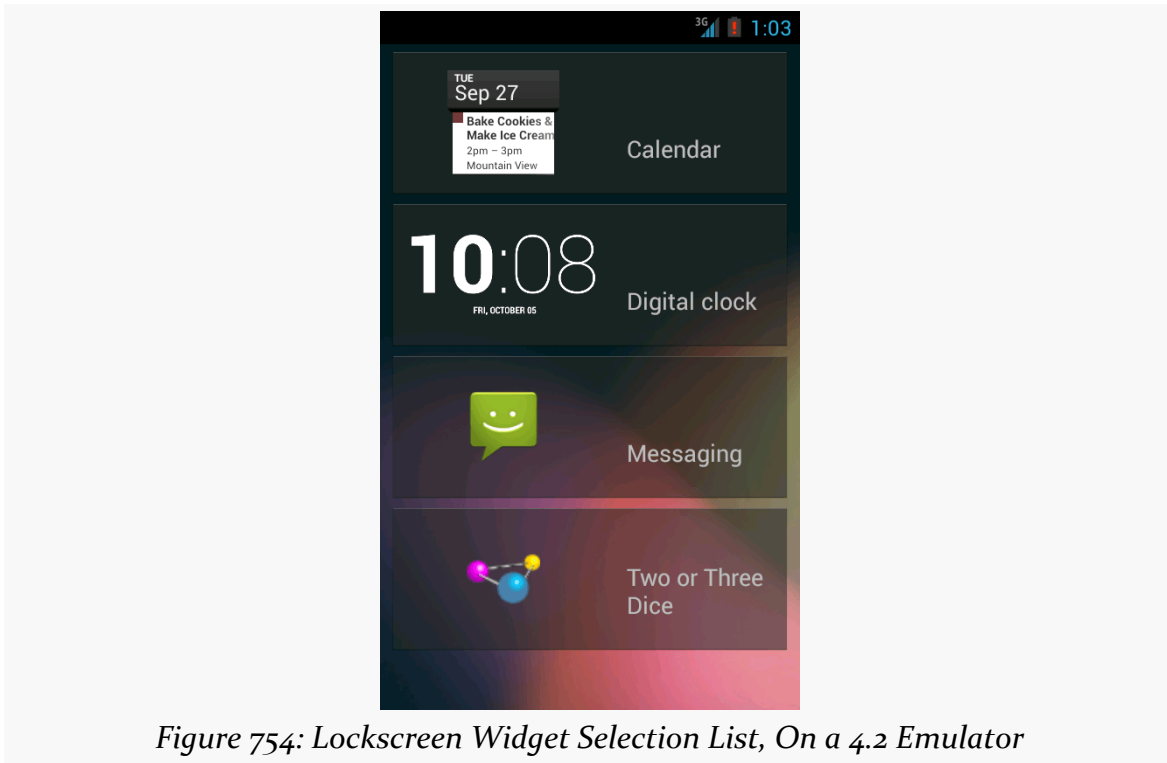 3G 1:03
TUE
Sep 27
Bake Cookies &
Make Ice Cream
2pm – 3pm
Mountain View
Calendar
10:08
FRI, OCTOBER 05
Digital clock
Messaging
Two or Three
Dice
Figure 754: Lockscreen Widget Selection List, On a 4.2 Emulator